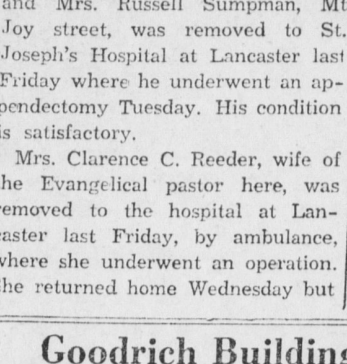 and Mrs. Russell Sumpman, Mt
Joy street, was removed to St.
Joseph's Hospital at Lancaster last
Friday where he underwent an ap-
pendectomy Tuesday. His condition
is satisfactory.
Mrs. Clarence C. Reeder, wife of
the Evangelical pastor here, was
removed to the hospital at Lan-
caster last Friday, by ambulance,
where she underwent an operation.
She returned home Wednesday but
Goodrich Building